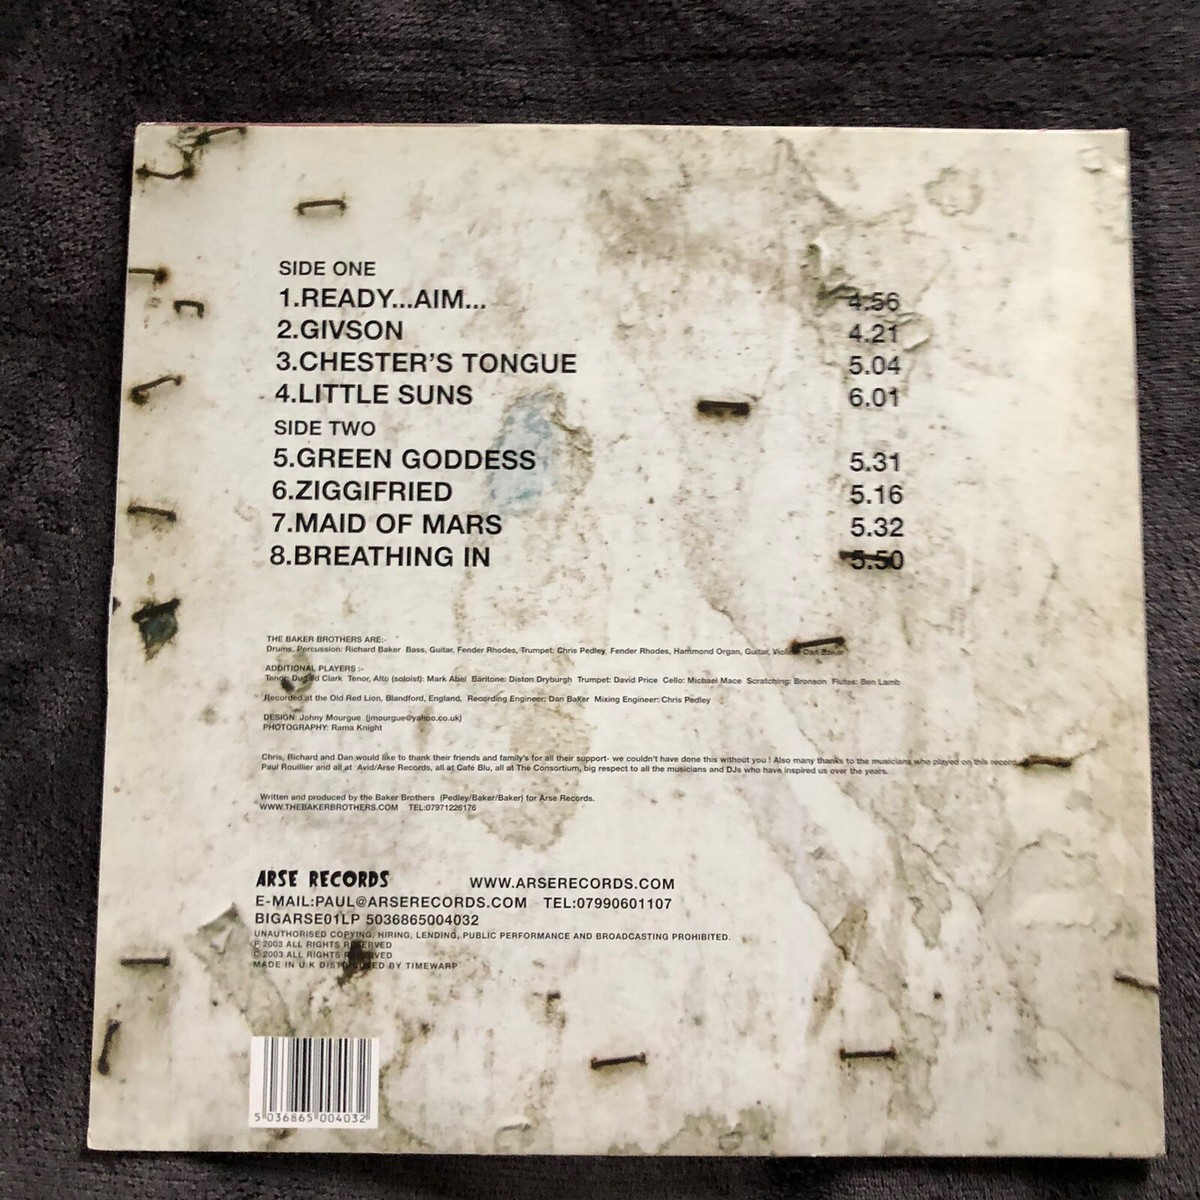 SIDE ONE
1.READY...AIM... 4.56
2.GIVSON 4.21
3.CHESTER'S TONGUE 5.04
4.LITTLE SUNS 6.01
SIDE TWO
5.GREEN GODDESS 5.31
6.ZIGGIFRIED 5.16
7.MAID OF MARS 5.32
8.BREATHING IN 5.50
THE BAKER BROTHERS ARE:-
Drums, Percussion: Richard Baker Bass, Guitar, Fender Rhodes, Trumpet: Chris Pedley Fender Rhodes, Hammond Organ, Guitar, Dan Baker
ADDITIONAL PLAYERS :-
Clark Tenor, Alto (soloist): Mark Abel Baritone: Diston Dryburgh Trumpet: David Price Cello: Michael Mace Scratching: Bronson Flutes: Ben Lamb
Recorded at the Old Red Lion, Blandford, England, Recording Engineer: Dan Baker Mixing Engineer: Chris Pedley
DESIGN: Johny Mourgue (jmourgue@yahoo.co.uk)
PHOTOGRAPHY: Rama Knight
Chris, Richard and Dan would like to thank their friends and family's for all their support- we couldn't have done this without you ! Also many thanks to the musicians who played on this record,
Paul Rouillier and all at Avid/Arse Records, all at Café Blu, all at The Consortium, big respect to all the musicians and DJs who have inspired us over the years.
Written and produced by the Baker Brothers (Pedley/Baker/Baker) for Arse Records.
WWW.THEBAKERBROTHERS.COM TEL:07971226176
ARSE RECORDS WWW.ARSERECORDS.COM
E-MAIL:PAUL@ARSERECORDS.COM TEL:07990601107
BIGARSE01LP 5036865004032
UNAUTHORISED COPYING, HIRING, LENDING, PUBLIC PERFORMANCE AND BROADCASTING PROHIBITED.
℗ 2003 ALL RIGHTS RESERVED
© 2003 ALL RIGHTS RESERVED
MADE IN U.K DISTRIBUTED BY TIMEWARP
5 036865 004032